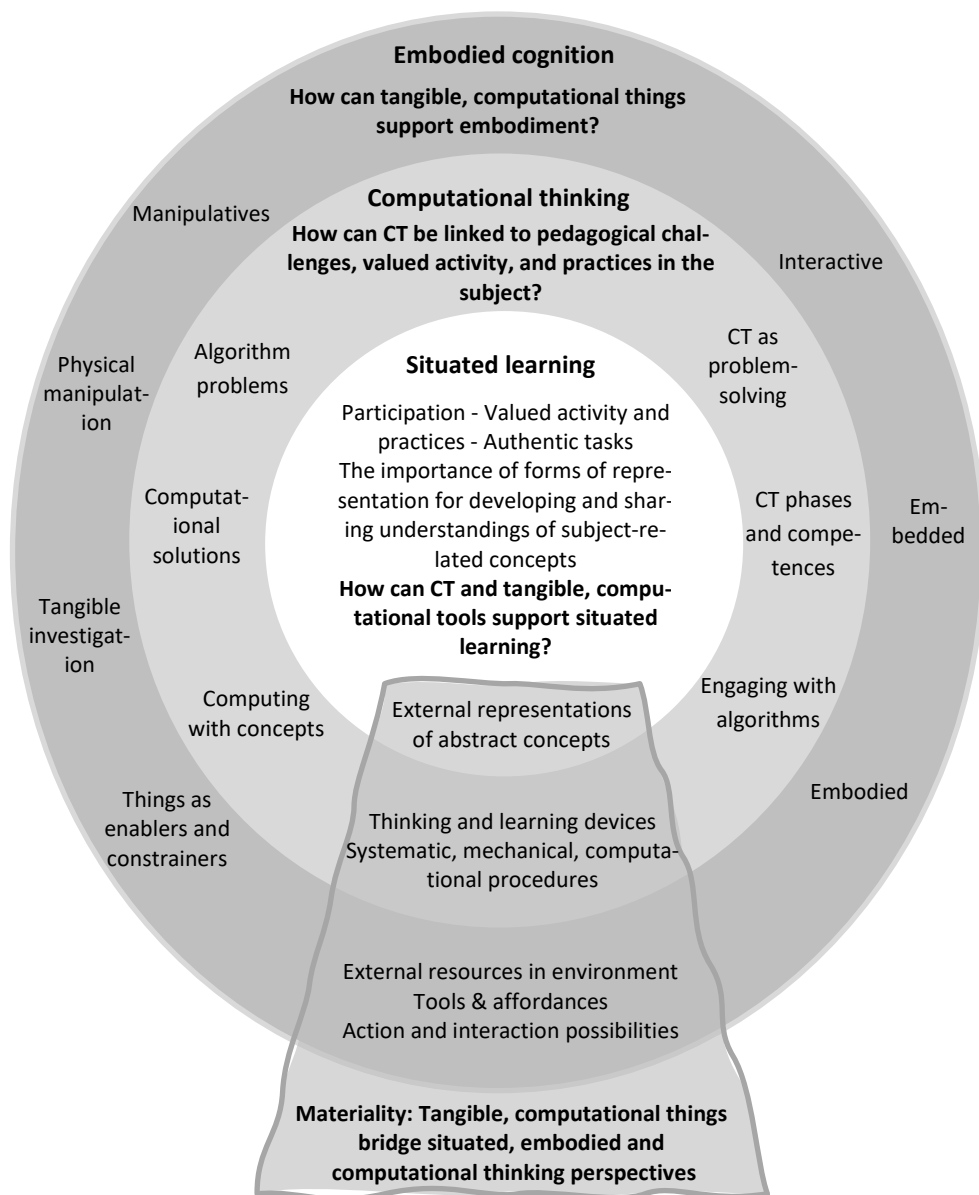 Embodied cognition
How can tangible, computational things
support embodiment?
Manipulatives
Computational thinking
How can CT be linked to pedagogical chal-
lenges, valued activity, and practices in the
subject?
Interactive
Physical
manipulat-
ion
Algorithm
problems
Situated learning
Participation - Valued activity and
practices - Authentic tasks
The importance of forms of repre-
sentation for developing and shar-
ing understandings of subject-re-
lated concepts
How can CT and tangible, compu-
tational tools support situated
learning?
CT as
problem-
solving
Computat-
ional
solutions
CT phases
and compe-
tences
Em-
bedded
Tangible
investigat-
ion
Computing
with concepts
External representations
of abstract concepts
Engaging with
algorithms
Things as
enablers and
constrainers
Thinking and learning devices
Systematic, mechanical, computa-
tional procedures
Embodied
External resources in environment
Tools & affordances
Action and interaction possibilities
Materiality: Tangible, computational things
bridge situated, embodied and
computational thinking perspectives